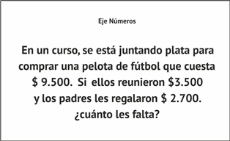 Eje Números
En un curso, se está juntando plata para
comprar una pelota de fútbol que cuesta
$ 9.500.  Si ellos reunieron $3.500
y los padres les regalaron $ 2.700.
¿cuánto les falta?